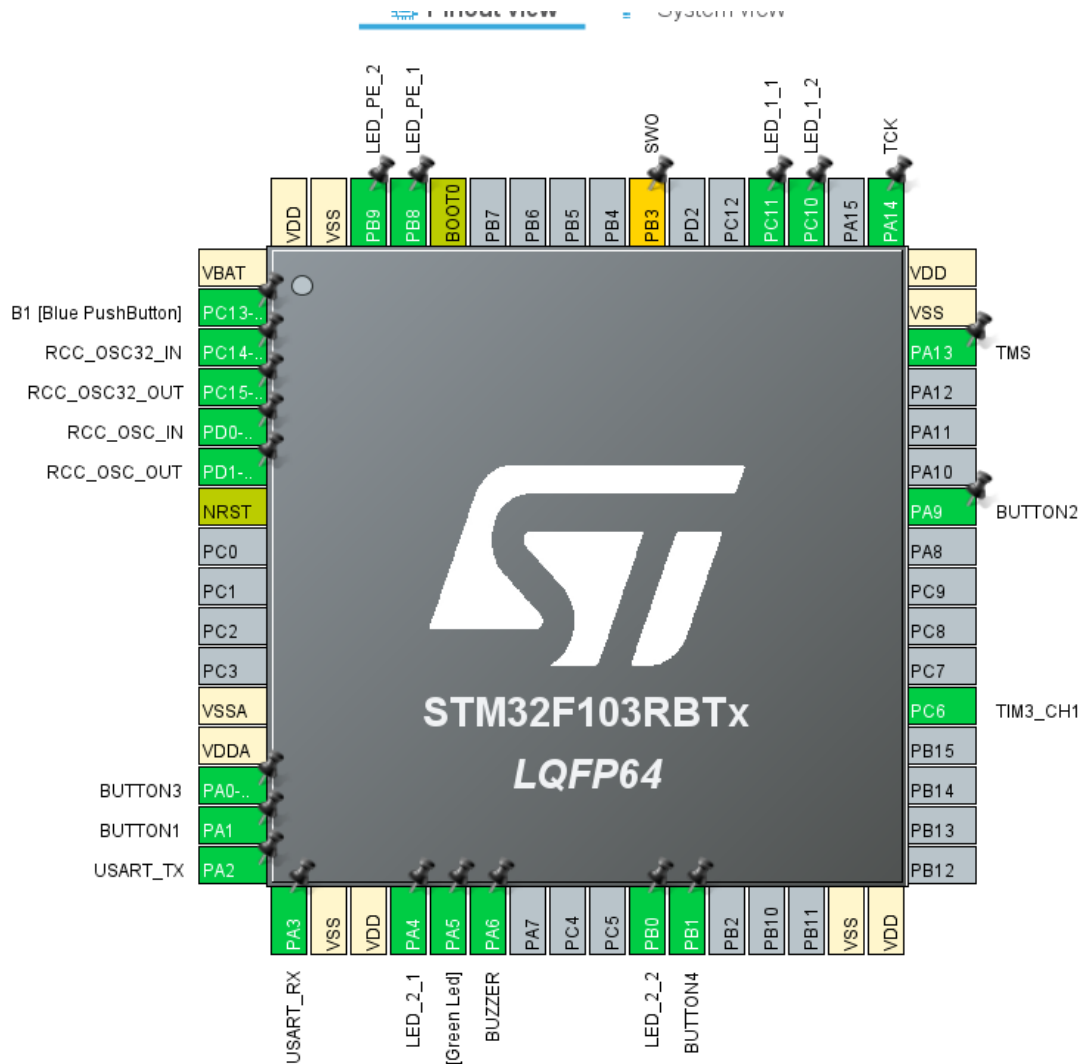 Pinout view
System view
LED_PE_2
LED_PE_1
SWO
LED_1_1
LED_1_2
TCK
VDD
VSS
PB9
PB8
BOOT0
PB7
PB6
PB5
PB4
PB3
PD2
PC12
PC11
PC10
PA15
PA14
VBAT
B1 [Blue PushButton]
PC13-..
RCC_OSC32_IN
PC14-..
RCC_OSC32_OUT
PC15-..
RCC_OSC_IN
PD0-..
RCC_OSC_OUT
PD1-..
NRST
PC0
PC1
PC2
PC3
VSSA
VDDA
BUTTON3
PA0-..
BUTTON1
PA1
USART_TX
PA2
STM32F103RBTx
LQFP64
VDD
VSS
PA13
TMS
PA12
PA11
PA10
PA9
BUTTON2
PA8
PC9
PC8
PC7
PC6
TIM3_CH1
PB15
PB14
PB13
PB12
PA3
VSS
VDD
PA4
PA5
PA6
PA7
PC4
PC5
PB0
PB1
PB2
PB10
PB11
VSS
VDD
USART_RX
LED_2_1
[Green Led]
BUZZER
LED_2_2
BUTTON4